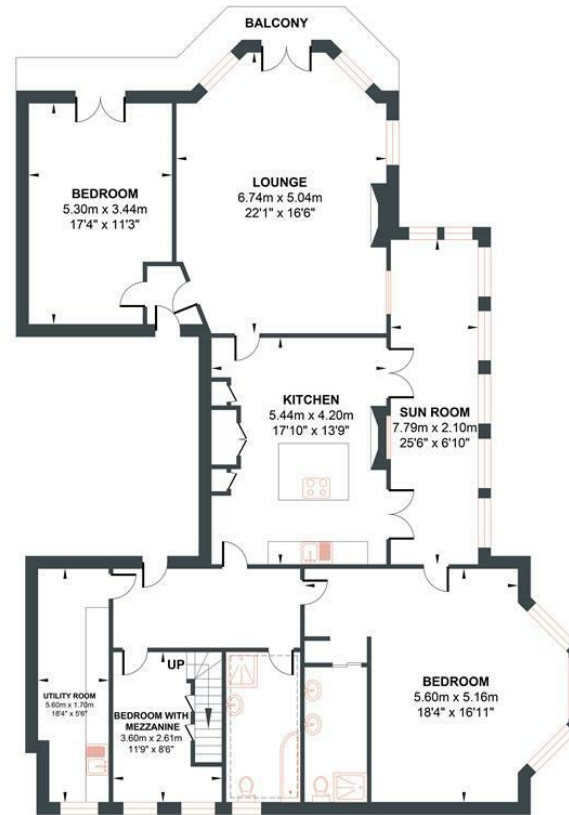 BALCONY
BEDROOM
5.30m x 3.44m
17'4" x 11'3"
LOUNGE
6.74m x 5.04m
22'1" x 16'6"
KITCHEN
5.44m x 4.20m
17'10" x 13'9"
SUN ROOM
7.79m x 2.10m
25'6" x 6'10"
UP
UTILITY ROOM
5.60m x 1.70m
18'4" x 5'6"
BEDROOM WITH
MEZZANINE
3.60m x 2.61m
11'9" x 8'6"
BEDROOM
5.60m x 5.16m
18'4" x 16'11"